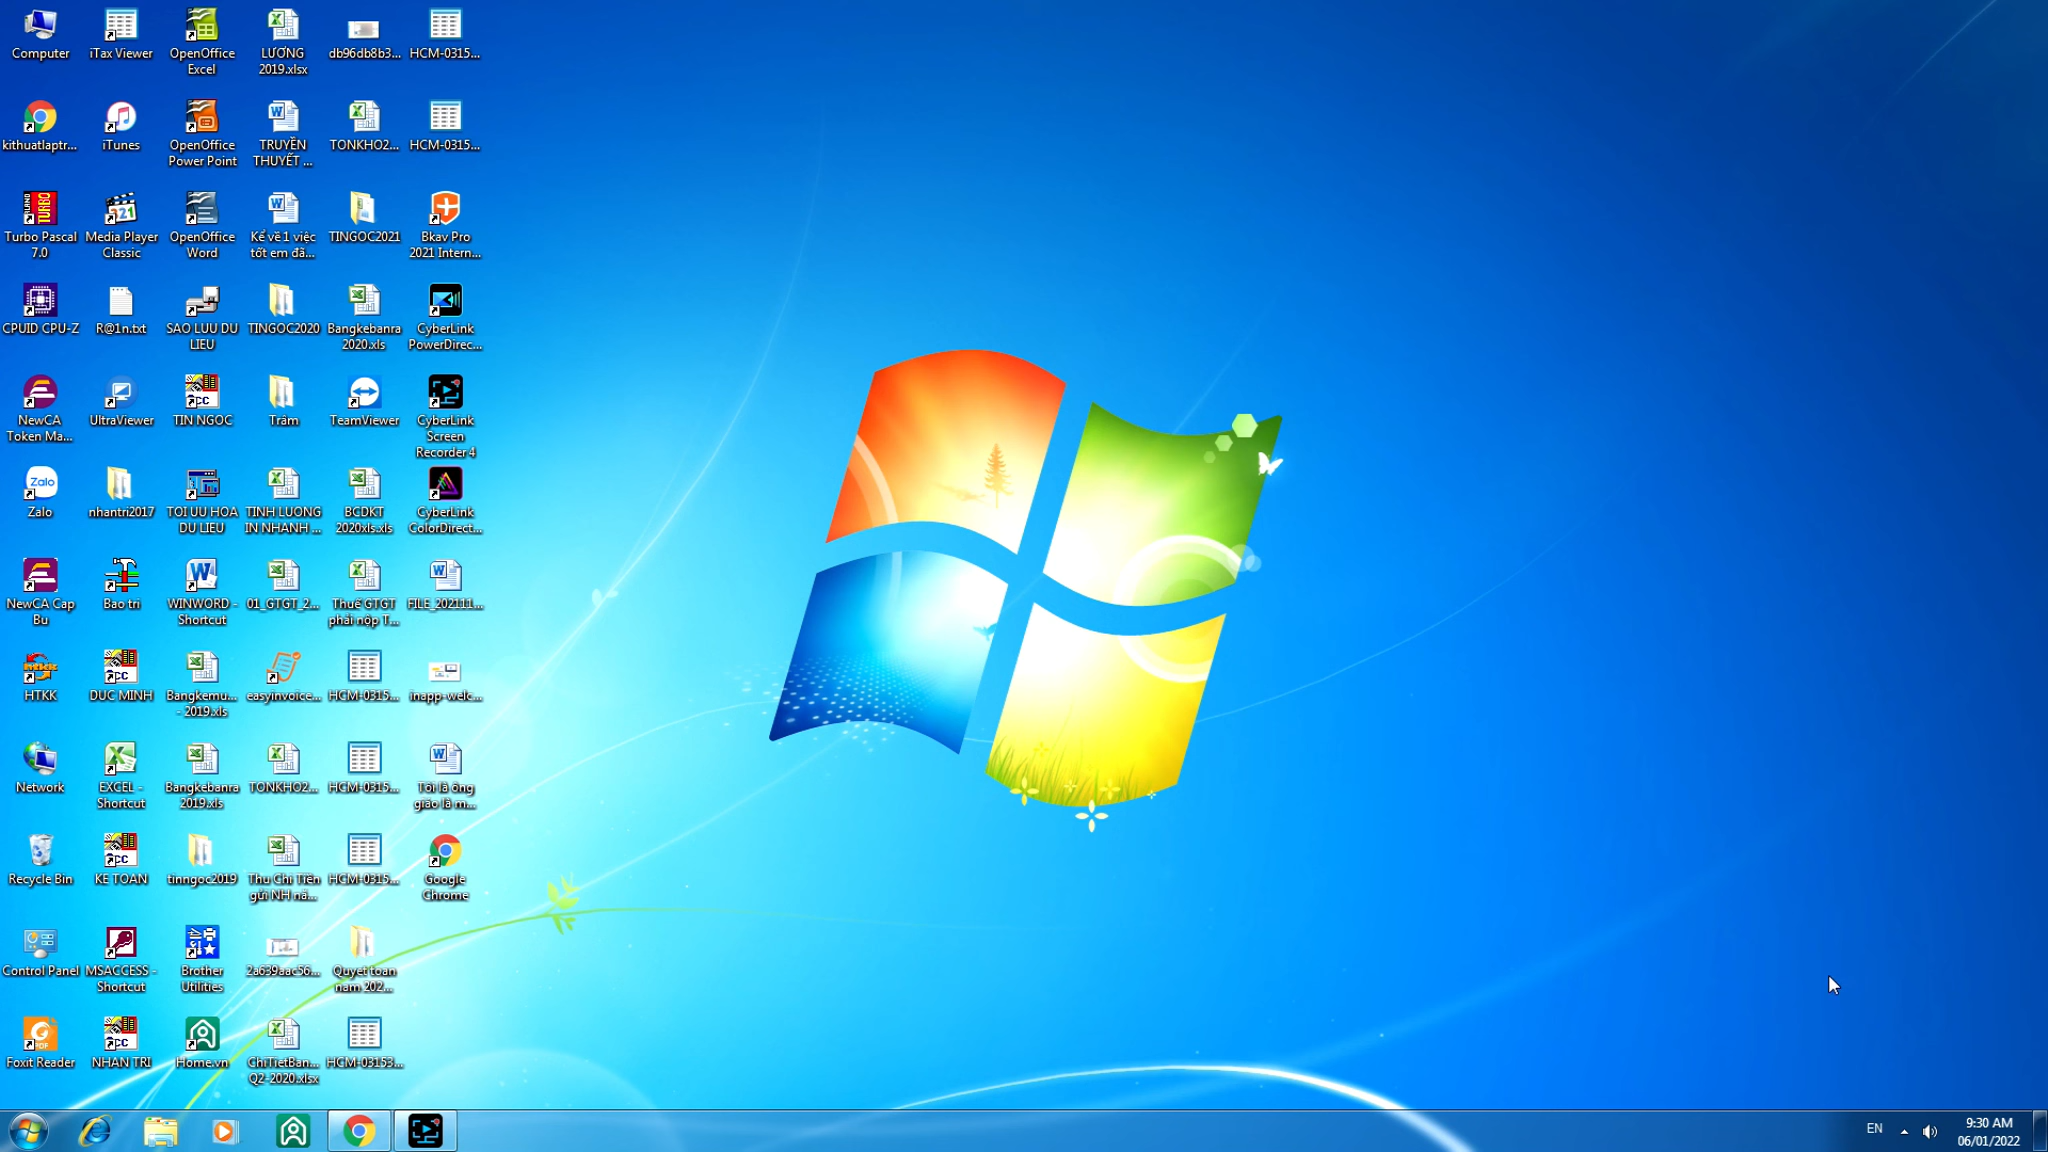 Computer
iTax Viewer
OpenOffice
Excel
LƯƠNG
2019.xlsx
db96db8b3...
HCM-0315...
kithuatlaptr...
iTunes
OpenOffice
Power Point
TRUYỀN
THUYẾT ...
TONKHO2...
HCM-0315...
Turbo Pascal
7.0
Media Player
Classic
OpenOffice
Word
Kể về 1 việc
tốt em đã...
TINGOC2021
Bkav Pro
2021 Intern...
CPUID CPU-Z
R@1n.txt
SAO LUU DU
LIEU
TINGOC2020
Bangkebanra
2020.xls
CyberLink
PowerDirec...
NewCA
Token Ma...
UltraViewer
TIN NGOC
Trâm
TeamViewer
CyberLink
Screen
Recorder 4
Zalo
Zalo
nhantri2017
TOI UU HOA
DU LIEU
TINH LUONG
IN NHANH ...
BCDKT
2020xls.xls
CyberLink
ColorDirect...
NewCA Cap
Bu
Bao tri
WINWORD -
Shortcut
01_GTGT_2...
Thuế GTGT
phải nộp T...
FILE_202111...
HTKK
DUC MINH
Bangkemu...
- 2019.xls
easyinvoice...
HCM-0315...
inapp-welc...
Network
EXCEL -
Shortcut
Bangkebanra
2019.xls
TONKHO2...
HCM-0315...
Tôi là ông
giáo là m...
Recycle Bin
KE TOAN
tinngoc2019
Thu Chi Tiền
gửi NH nă...
HCM-0315...
Google
Chrome
Control Panel
MSACCESS -
Shortcut
Brother
Utilities
2a639aac56...
Quyet toan
nam 202...
Foxit Reader
NHAN TRI
Home.vn
ChiTietBan...
Q2-2020.xlsx
HCM-03153...
EN
9:30 AM
06/01/2022